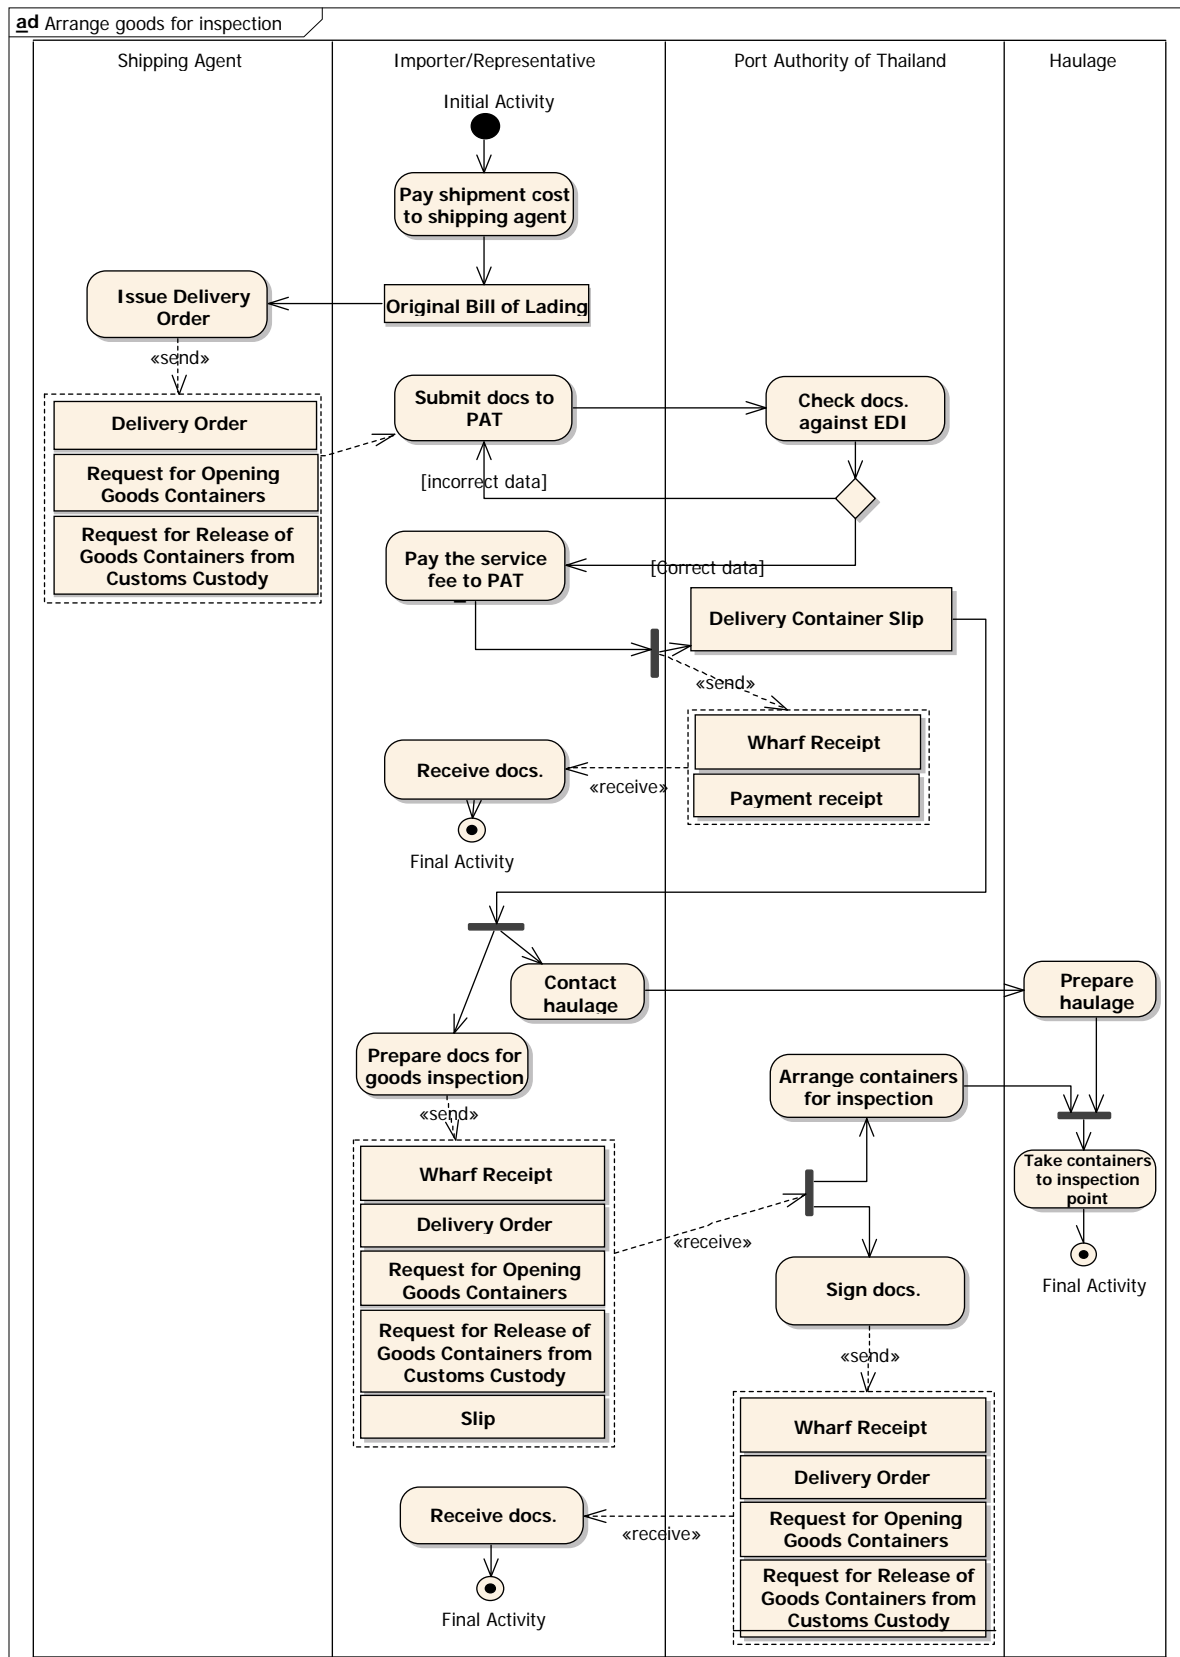 ad Arrange goods for inspection
Shipping Agent
Importer/Representative
Port Authority of Thailand
Haulage
Initial Activity
Pay shipment cost
to shipping agent
Issue Delivery
Order
Original Bill of Lading
«send»
Delivery Order
Request for Opening
Goods Containers
Request for Release of
Goods Containers from
Customs Custody
Submit docs to
PAT
Check docs.
against EDI
[incorrect data]
Pay the service
fee to PAT
[Correct data]
Delivery Container Slip
«send»
Wharf Receipt
Payment receipt
Receive docs.
«receive»
Final Activity
Contact
haulage
Prepare
haulage
Prepare docs for
goods inspection
Arrange containers
for inspection
«send»
Take containers
to inspection
point
Wharf Receipt
Delivery Order
Request for Opening
Goods Containers
Request for Release of
Goods Containers from
Customs Custody
Slip
«receive»
Final Activity
Sign docs.
«send»
Wharf Receipt
Delivery Order
Request for Opening
Goods Containers
Request for Release of
Goods Containers from
Customs Custody
Receive docs.
«receive»
Final Activity